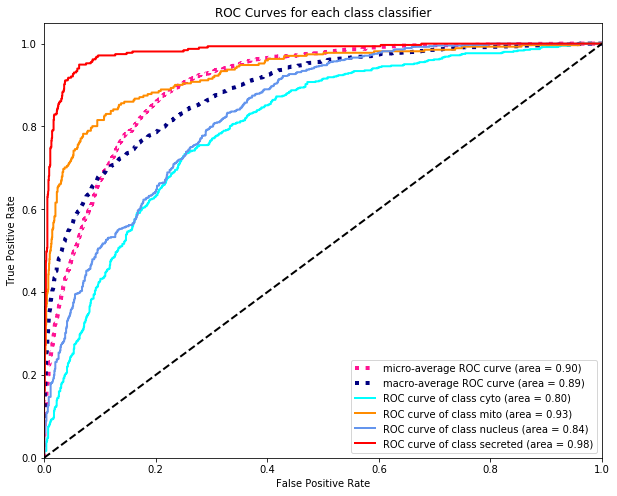 ROC Curves for each class classifier
True Positive Rate
1.0
0.8
0.6
0.4
0.2
0.0
micro-average ROC curve (area = 0.90)
macro-average ROC curve (area = 0.89)
ROC curve of class cyto (area = 0.80)
ROC curve of class mito (area = 0.93)
ROC curve of class nucleus (area = 0.84)
ROC curve of class secreted (area = 0.98)
0.0 0.2 0.4 0.6 0.8 1.0
False Positive Rate